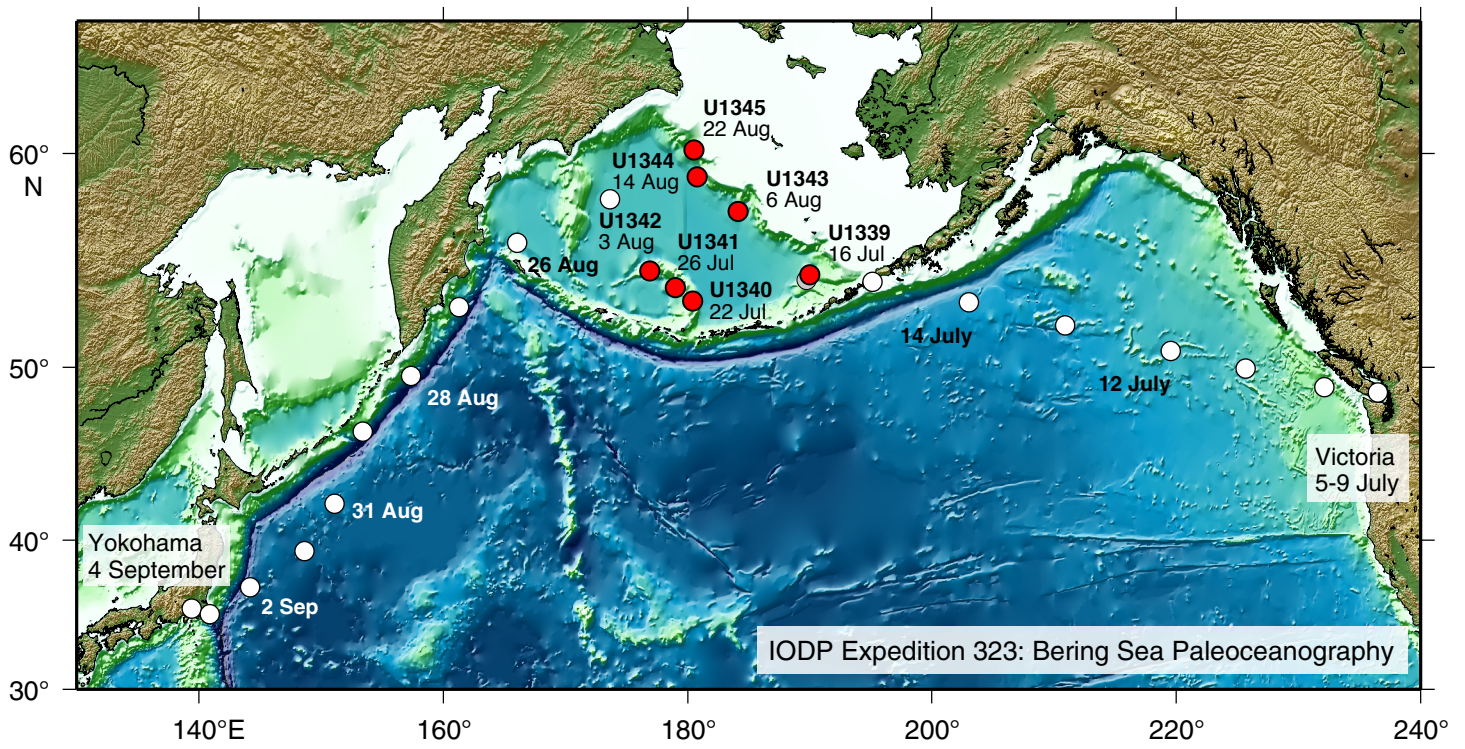 U1345
22 Aug
60°
N
U1344
14 Aug
U1343
6 Aug
U1342
3 Aug
U1341
26 Jul
U1339
16 Jul
26 Aug
U1340
22 Jul
14 July
50°
12 July
28 Aug
Victoria
5-9 July
31 Aug
40°
Yokohama
4 September
2 Sep
IODP Expedition 323: Bering Sea Paleoceanography
30°
140°E
160°
180°
200°
220°
240°